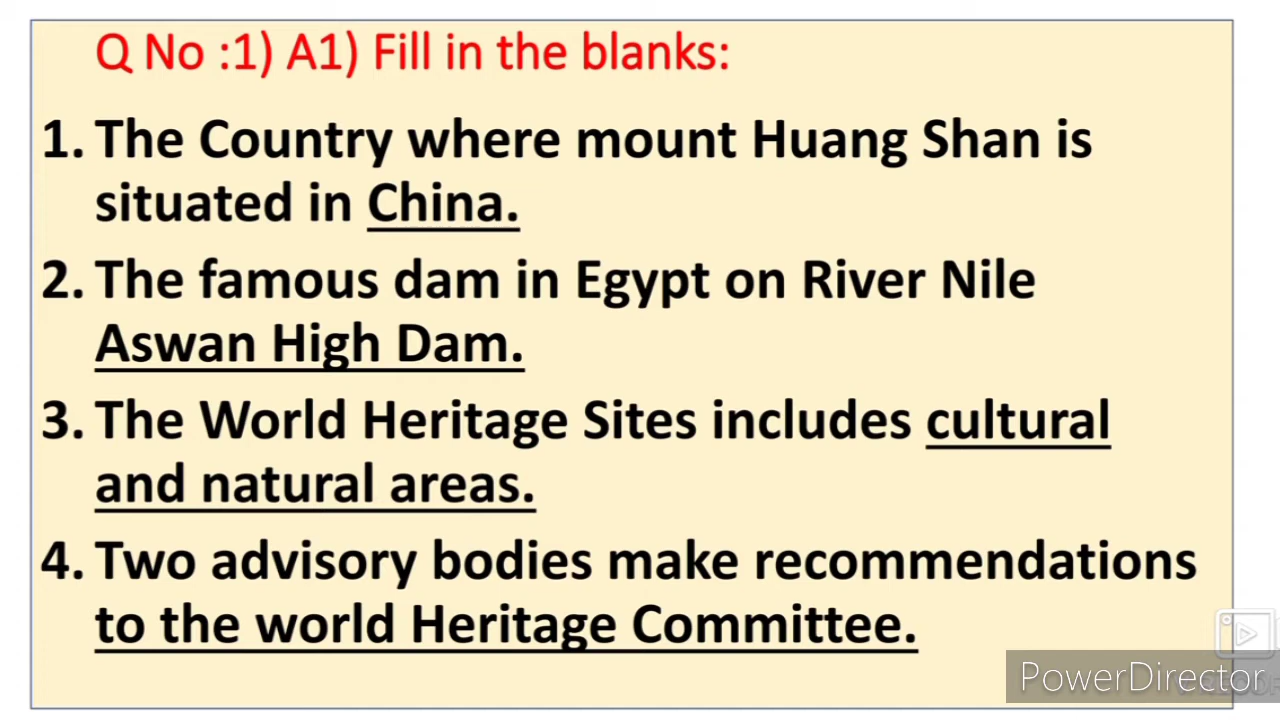 Q No :1) A1) Fill in the blanks:
1. The Country where mount Huang Shan is
situated in China.
2. The famous dam in Egypt on River Nile
Aswan High Dam.
3. The World Heritage Sites includes cultural
and natural areas.
4. Two advisory bodies make recommendations
to the world Heritage Committee.
PowerDirector